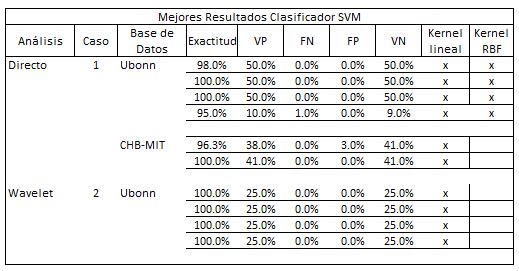 Mejores Resultados Clasificador SVM
Análisis Caso Base de Datos Exactitud VP FN FP VN Kernel lineal Kernel RBF
Directo 1 Ubonn 98.0% 50.0% 0.0% 0.0% 50.0% x x
100.0% 50.0% 0.0% 0.0% 50.0% x x
100.0% 50.0% 0.0% 0.0% 50.0% x x
95.0% 10.0% 1.0% 0.0% 9.0% x x
CHB-MIT 96.3% 38.0% 0.0% 3.0% 41.0% x
100.0% 41.0% 0.0% 0.0% 41.0% x
Wavelet 2 Ubonn 100.0% 25.0% 0.0% 0.0% 25.0% x
100.0% 25.0% 0.0% 0.0% 25.0% x
100.0% 25.0% 0.0% 0.0% 25.0% x
100.0% 25.0% 0.0% 0.0% 25.0% x